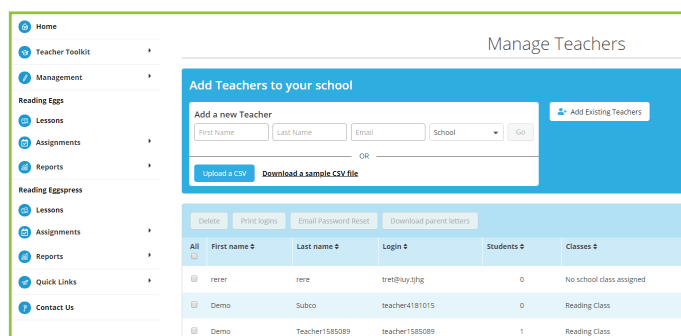 Home
Teacher Toolkit
Management
Reading Eggs
Lessons
Assignments
Reports
Reading Eggspress
Lessons
Assignments
Reports
Quick Links
Contact Us
Manage Teachers
Add Teachers to your school
Add a new Teacher
First Name Last Name Email School Go
Add Existing Teachers
OR
Upload a CSV Download a sample CSV file
Delete Print logins Email Password Reset Download parent letters
All First name Last name Login Students Classes
rerer rere tret@iuy.tjhg 0 No school class assigned
Demo Subco teacher4181015 0 Reading Class
Demo Teacher1585089 teacher1585089 1 Reading Class